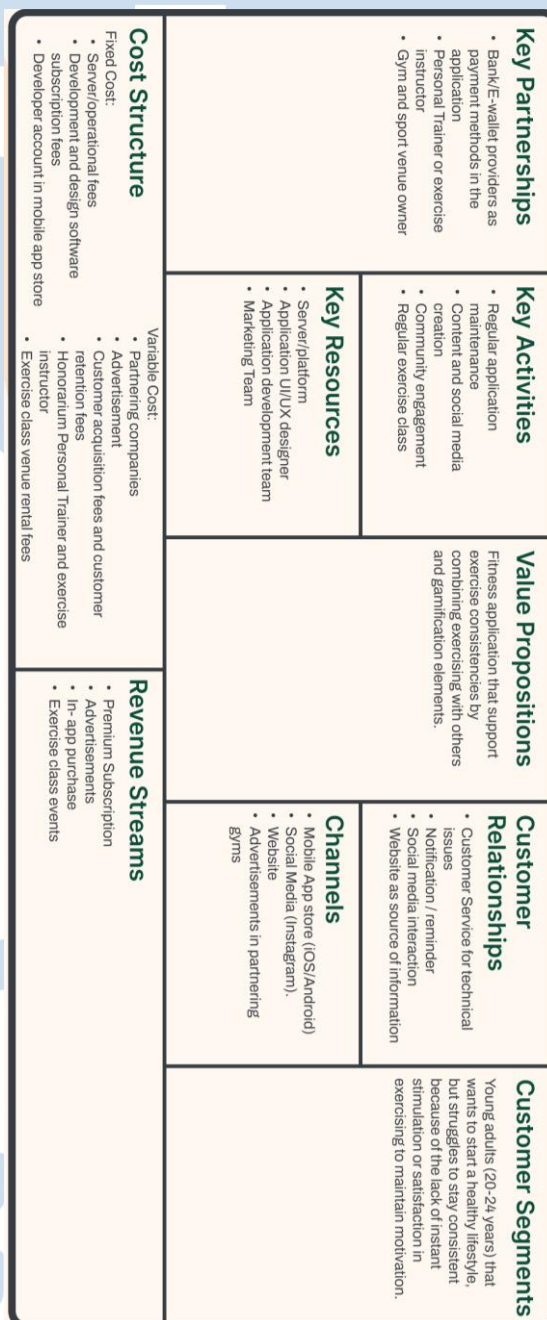 Key Partnerships
• Bank/E-wallet providers as
payment methods in the
application
• Personal Trainer or exercise
instructor
• Gym and sport venue owner
Key Activities
• Regular application
maintenance
• Content and social media
creation
• Community engagement
• Regular exercise class
Key Resources
• Server/platform
• Application UI/UX designer
• Application development team
• Marketing Team
Value Propositions
Fitness application that support
exercise consistencies by
combining exercising with others
and gamification elements.
Customer
Relationships
• Customer Service for technical
issues
• Notification / reminder
• Social media interaction
• Website as source of information
Channels
• Mobile App store (iOS/Android)
• Social Media (Instagram).
• Website
• Advertisements in partnering
gyms
Customer Segments
Young adults (20-24 years) that
wants to start a healthy lifestyle,
but struggles to stay consistent
because of the lack of instant
stimulation or satisfaction in
exercising to maintain motivation.
Cost Structure
Fixed Cost:
• Server/operational fees
• Development and design software
subscription fees
• Developer account in mobile app store
Variable Cost:
• Partnering companies
• Advertisement
• Customer acquisition fees and customer
retention fees
• Honorarium Personal Trainer and exercise
instructor
• Exercise class venue rental fees
Revenue Streams
• Premium Subscription
• Advertisements
• In- app purchase
• Exercise class events